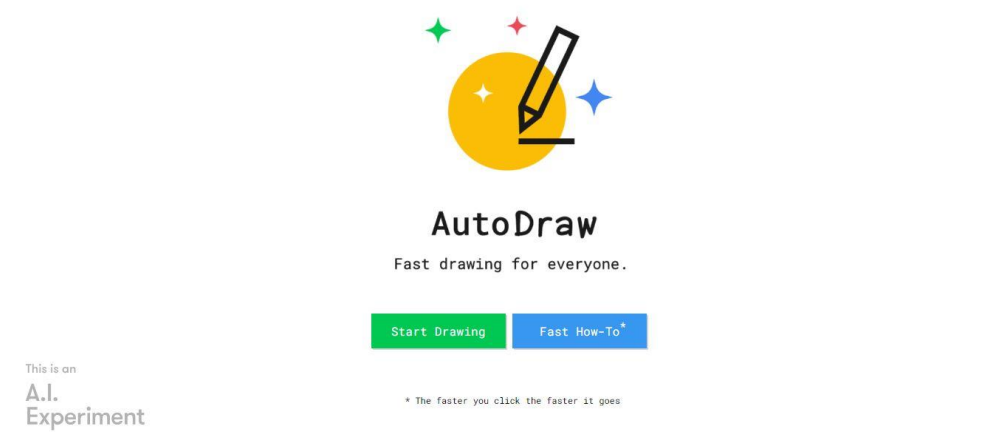 AutoDraw
Fast drawing for everyone.
Start Drawing
Fast How-To*
* The faster you click the faster it goes
This is an
A.I.
Experiment